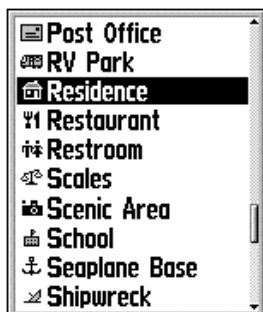 Post Office
RV Park
Residence
Restaurant
Restroom
Scales
Scenic Area
School
Seaplane Base
Shipwreck